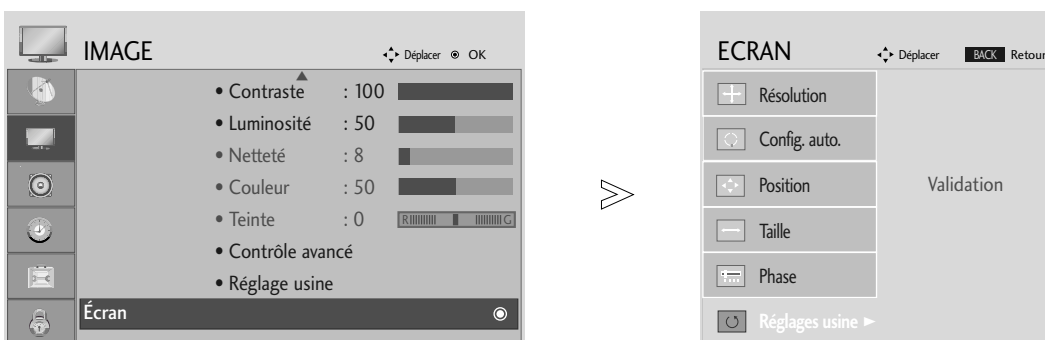 IMAGE
Déplacer OK
• Contraste : 100
• Luminosité : 50
• Netteté : 8
• Couleur : 50
• Teinte : 0 R G
• Contrôle avancé
• Réglage usine
Écran
ECRAN
Déplacer BACK Retour
Résolution
Config. auto.
Position
Taille
Phase
Réglages usine ►
Validation